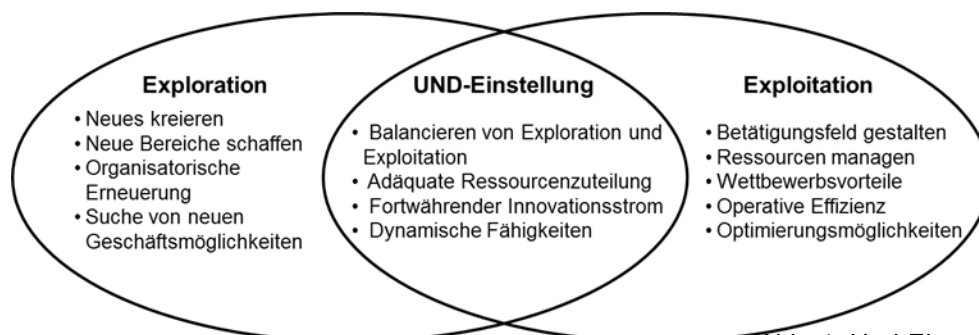 Exploration
• Neues kreieren
• Neue Bereiche schaffen
• Organisatorische
Erneuerung
• Suche von neuen
Geschäftsmöglichkeiten
UND-Einstellung
• Balancieren von Exploration und
Exploitation
• Adäquate Ressourcenzuteilung
• Fortwährender Innovationsstrom
• Dynamische Fähigkeiten
Exploitation
• Betätigungsfeld gestalten
• Ressourcen managen
• Wettbewerbsvorteile
• Operative Effizienz
• Optimierungsmöglichkeiten